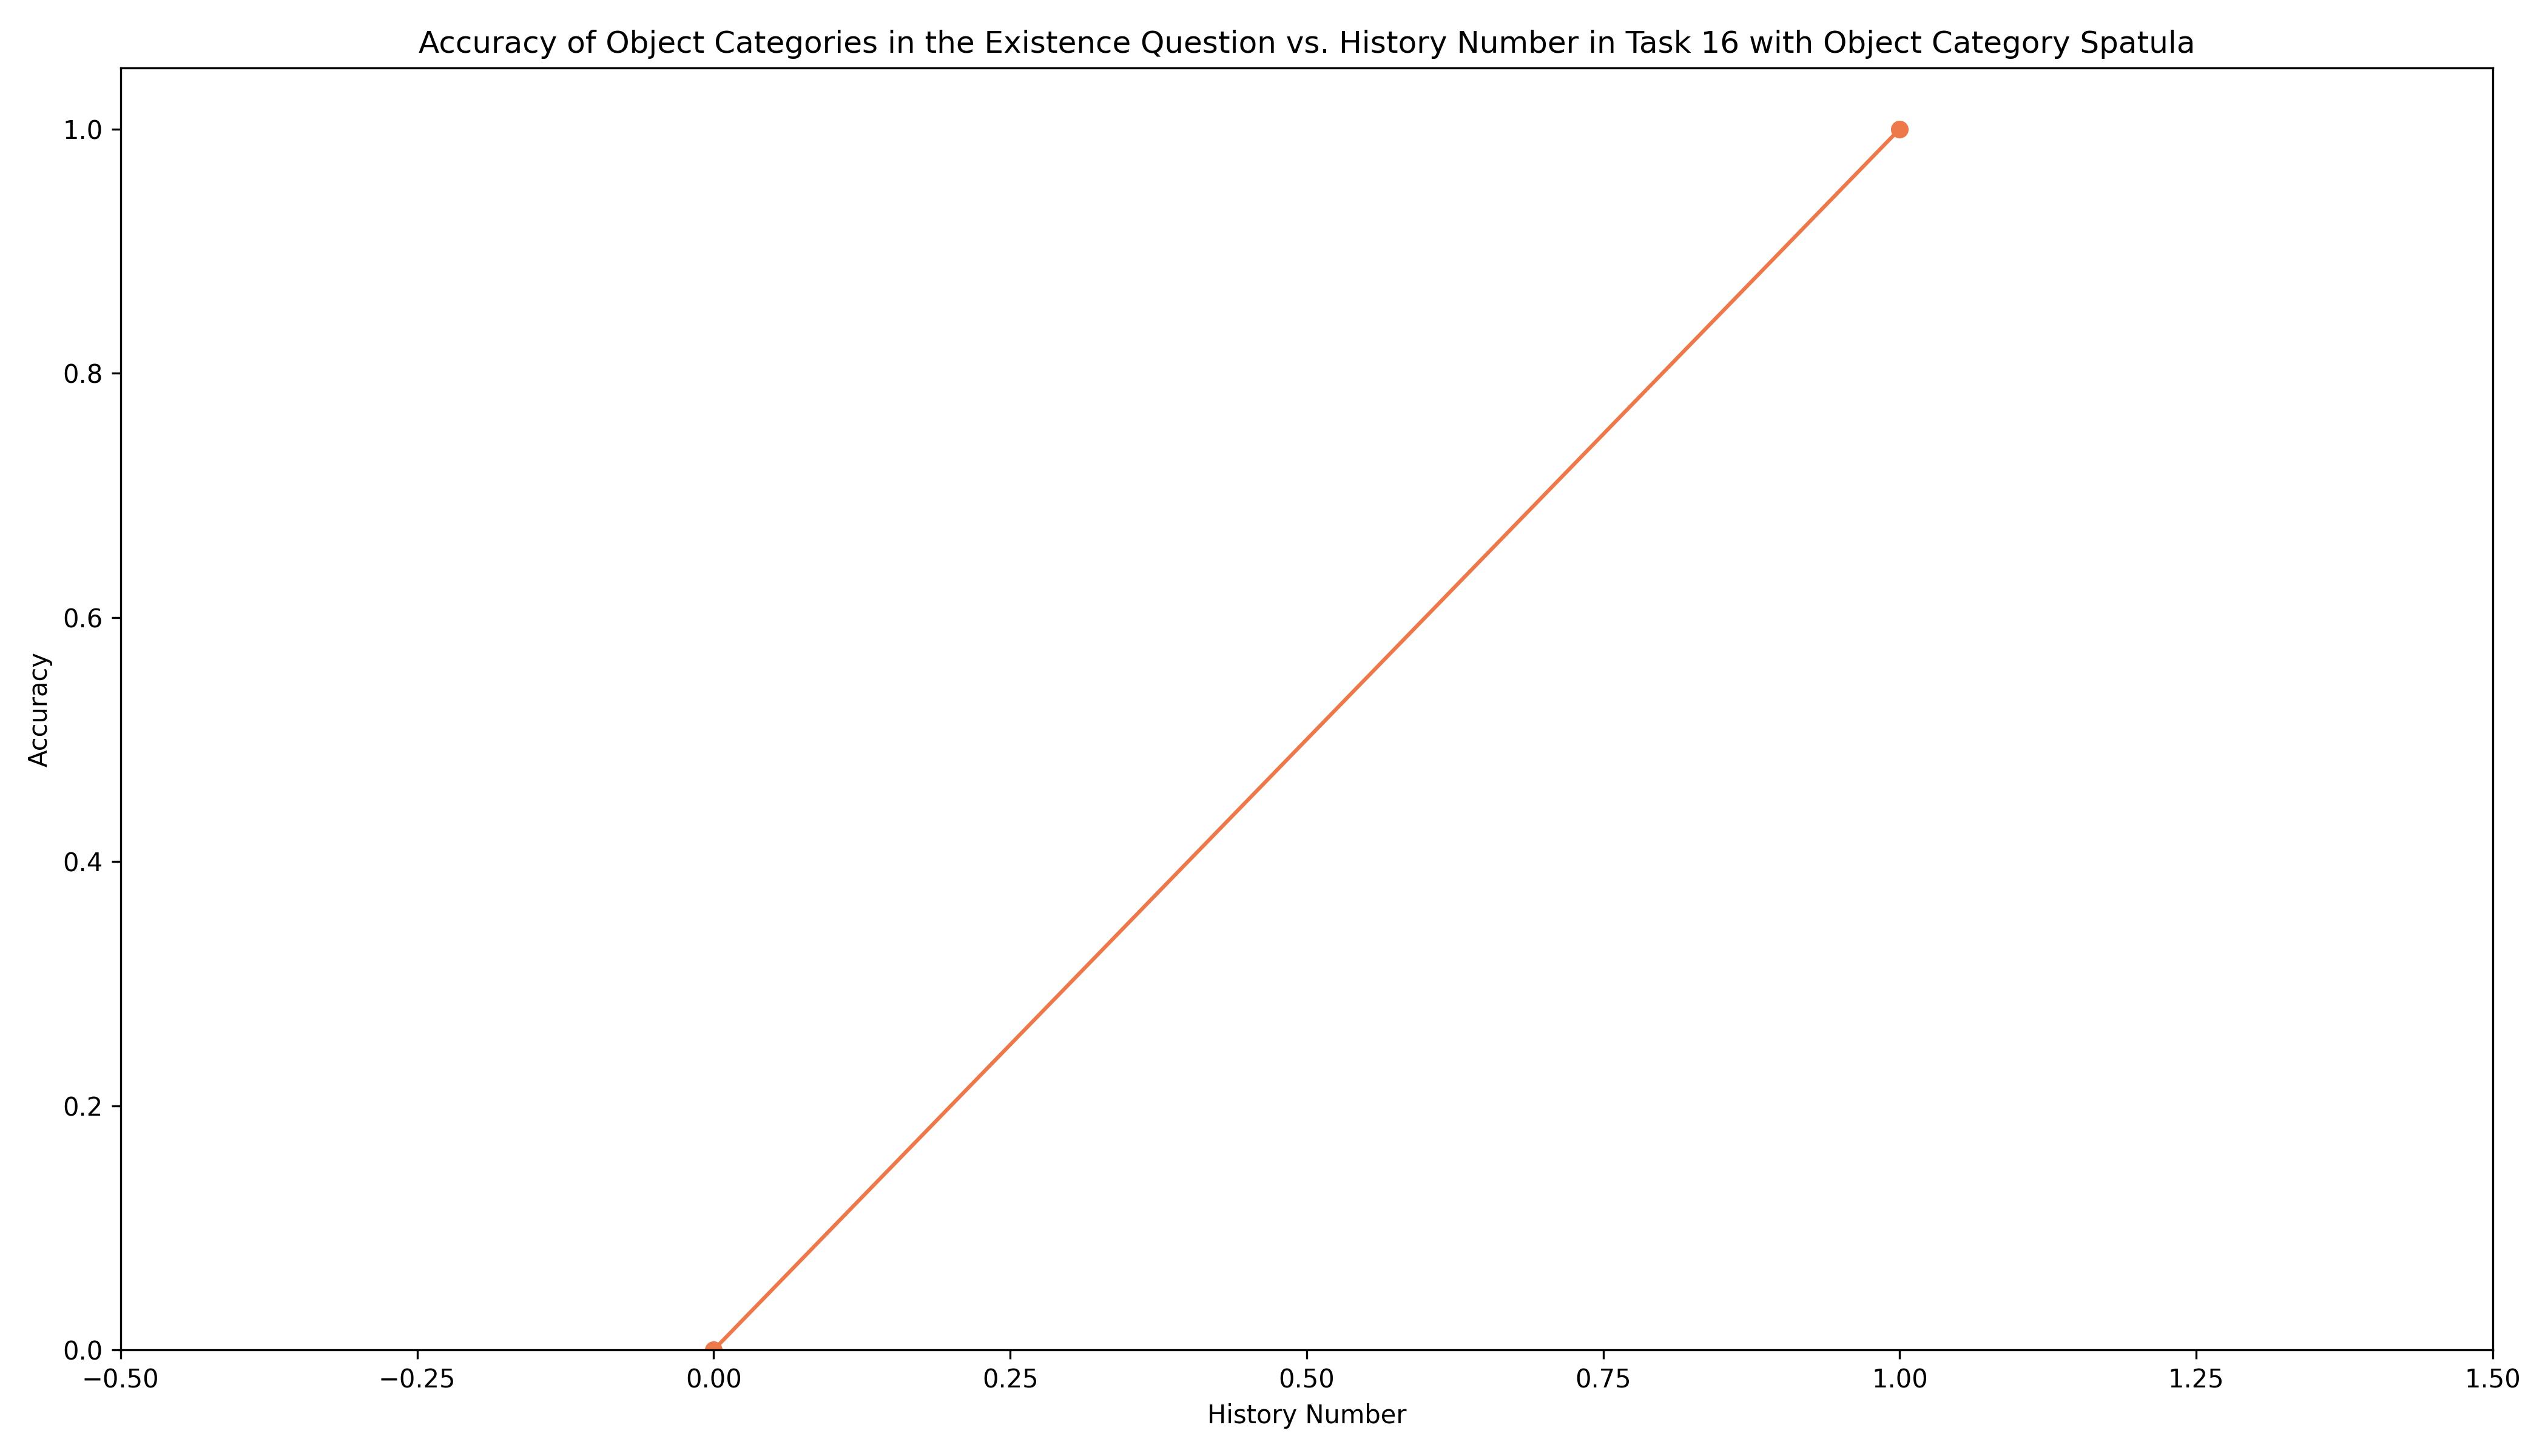 Accuracy of Object Categories in the Existence Question vs. History Number in Task 16 with Object Category Spatula
1.0
0.8
0.6
0.4
0.2
0.0
Accuracy
−0.50 −0.25 0.00 0.25 0.50 0.75 1.00 1.25 1.50
History Number